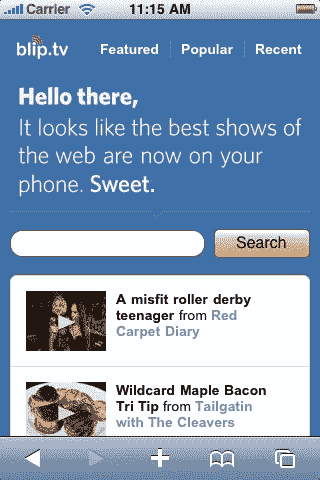 Carrier 11:15 AM
blip.tv Featured Popular Recent
Hello there,
It looks like the best shows of
the web are now on your
phone. Sweet.
Search
A misfit roller derby
teenager from Red
Carpet Diary
Wildcard Maple Bacon
Tri Tip from Tailgatin
with The Cleavers